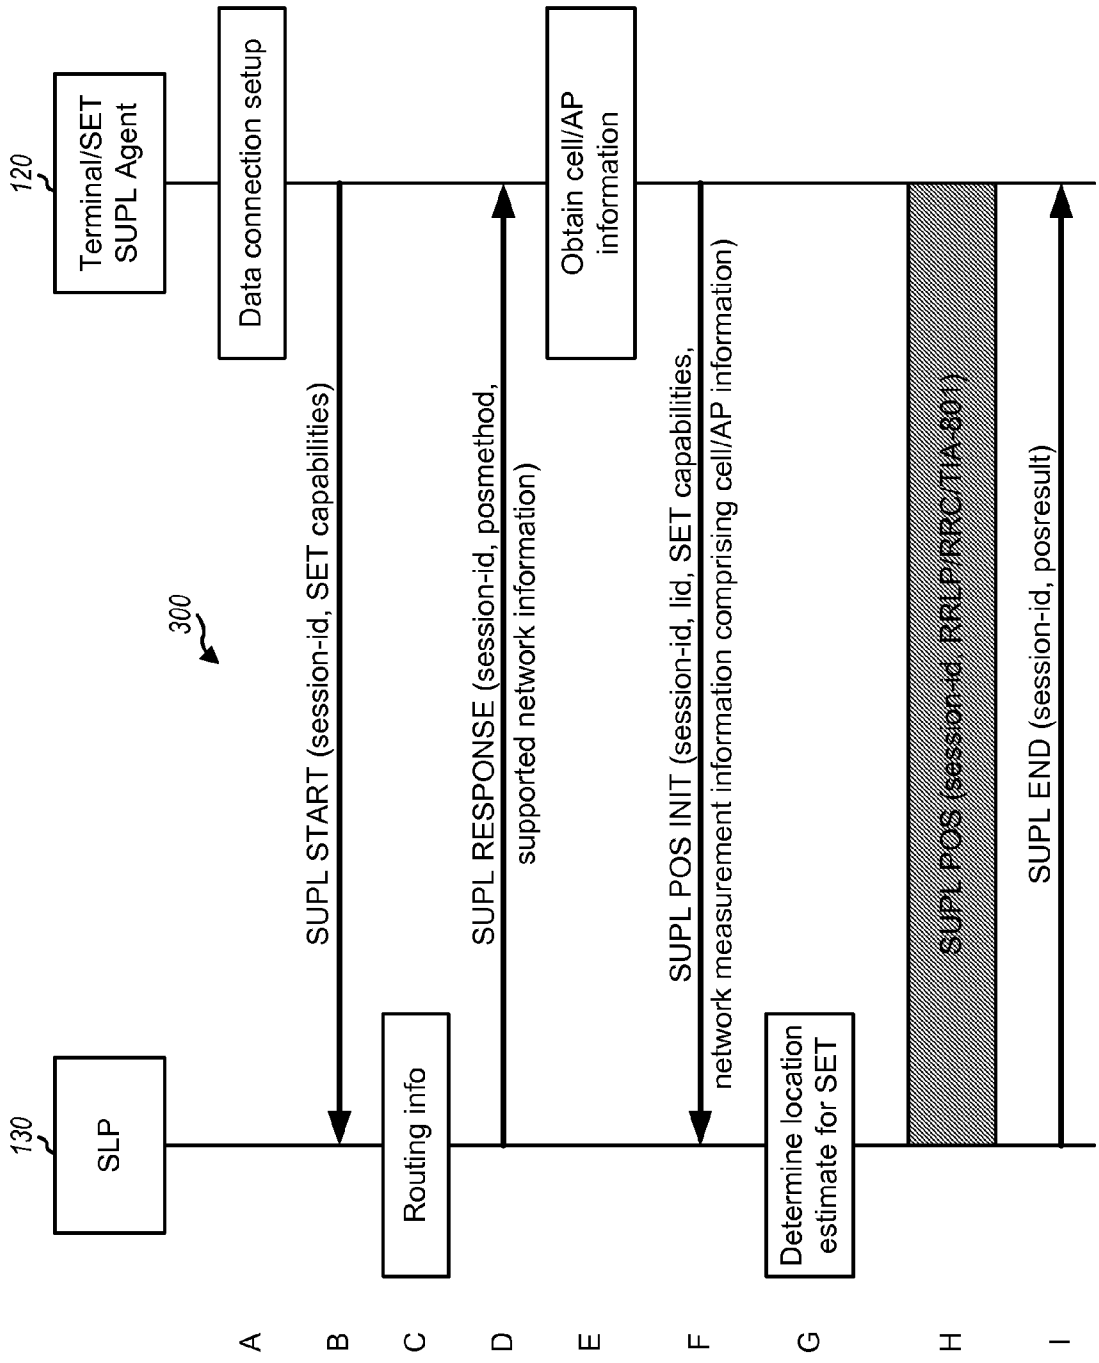 130
120
SLP
Terminal/SET
SUPL Agent
300
A
Data connection setup
B
SUPL START (session-id, SET capabilities)
C
Routing info
D
SUPL RESPONSE (session-id, posmethod,
supported network information)
E
Obtain cell/AP
information
F
SUPL POS INIT (session-id, lid, SET capabilities,
network measurement information comprising cell/AP information)
G
Determine location
estimate for SET
H
SUPL POS (session-id, RRLP/RRC/TIA-801)
I
SUPL END (session-id, posresult)